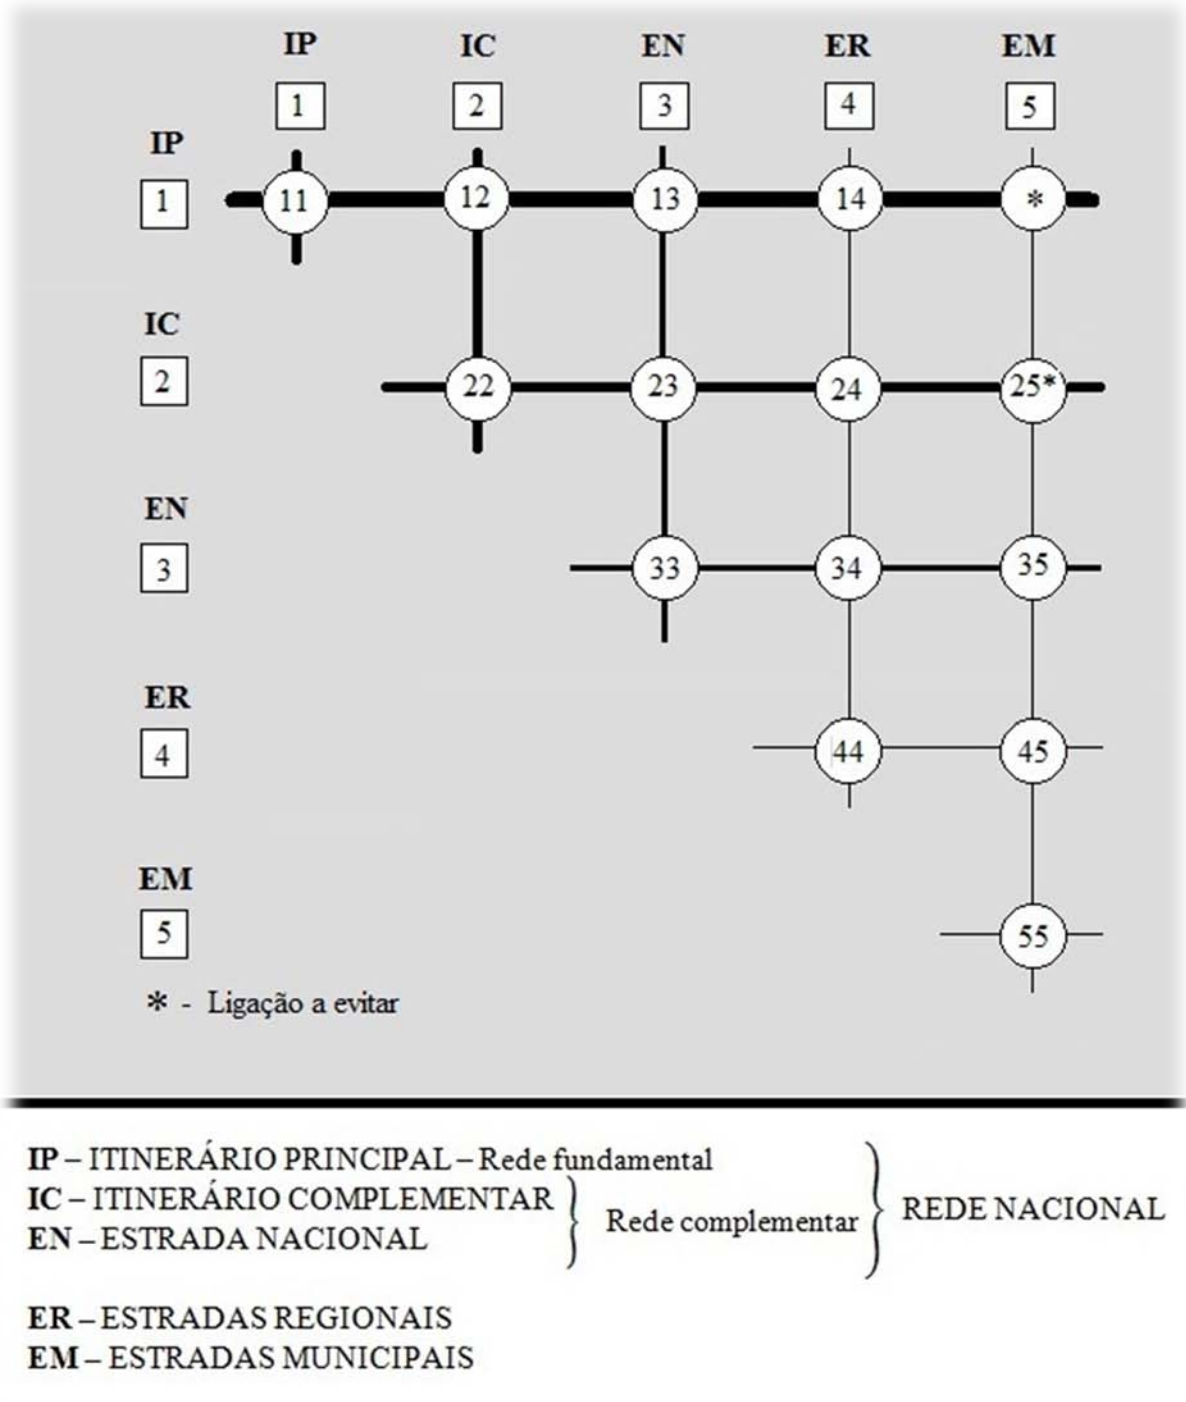 IP IC EN ER EM
1 2 3 4 5
IP
1 11 12 13 14 *
IC
2 22 23 24 25*
EN
3 33 34 35
ER
4 44 45
EM
5 55
* - Ligação a evitar
IP – ITINERÁRIO PRINCIPAL – Rede fundamental
IC – ITINERÁRIO COMPLEMENTAR
Rede complementar
REDE NACIONAL
EN – ESTRADA NACIONAL
ER – ESTRADAS REGIONAIS
EM – ESTRADAS MUNICIPAIS